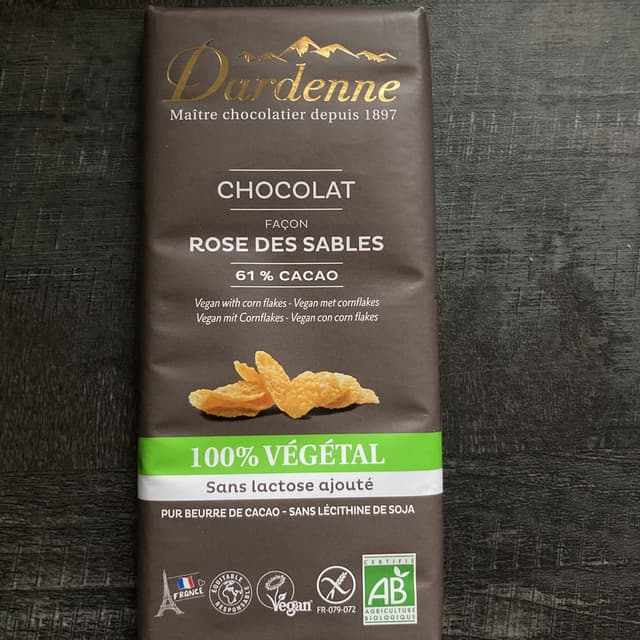 Dardenne
Maître chocolatier depuis 1897
CHOCOLAT
FAÇON
ROSE DES SABLES
61 % CACAO
Vegan with corn flakes - Vegan met cornflakes
Vegan mit Cornflakes - Vegan con corn flakes
100% VÉGÉTAL
Sans lactose ajouté
PUR BEURRE DE CACAO - SANS LÉCITHINE DE SOJA
FRANCE
ÉQUITABLE
RESPONSABLE
Vegan
FR-079-072
CERTIFIÉ
AB
AGRICULTURE
BIOLOGIQUE